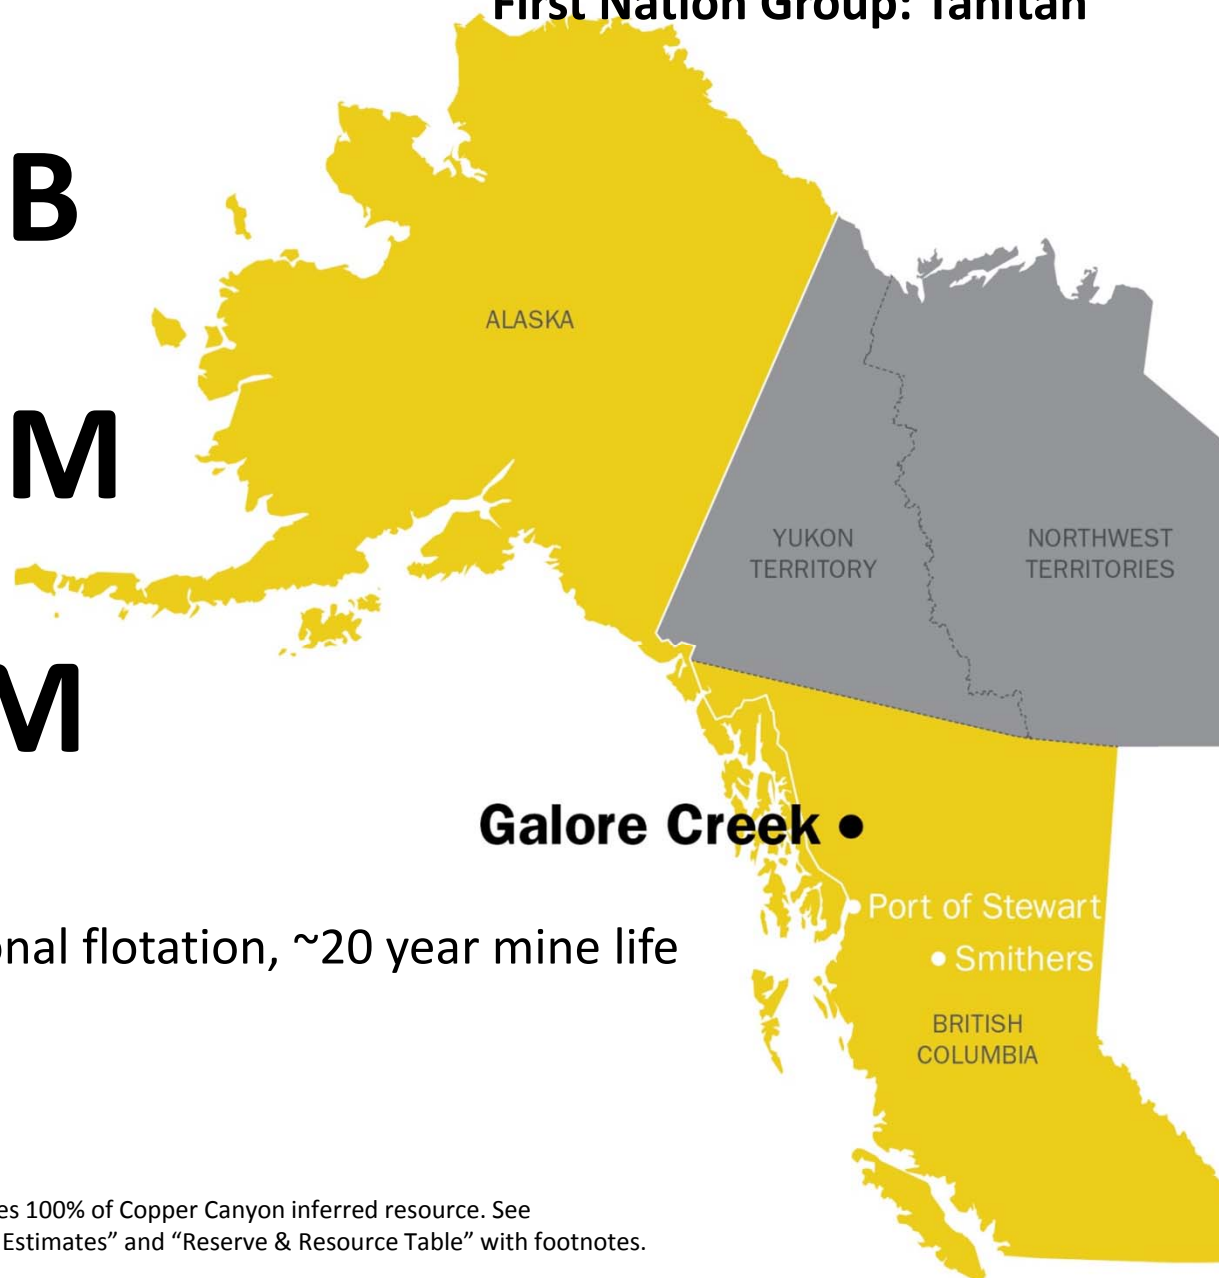 First Nation Group: Tahltan
B
ALASKA
M
YUKON
TERRITORY
NORTHWEST
TERRITORIES
M
Galore Creek
Port of Stewart
onal flotation, ~20 year mine life
Smithers
BRITISH
COLUMBIA
es 100% of Copper Canyon inferred resource. See
Estimates” and “Reserve & Resource Table” with footnotes.